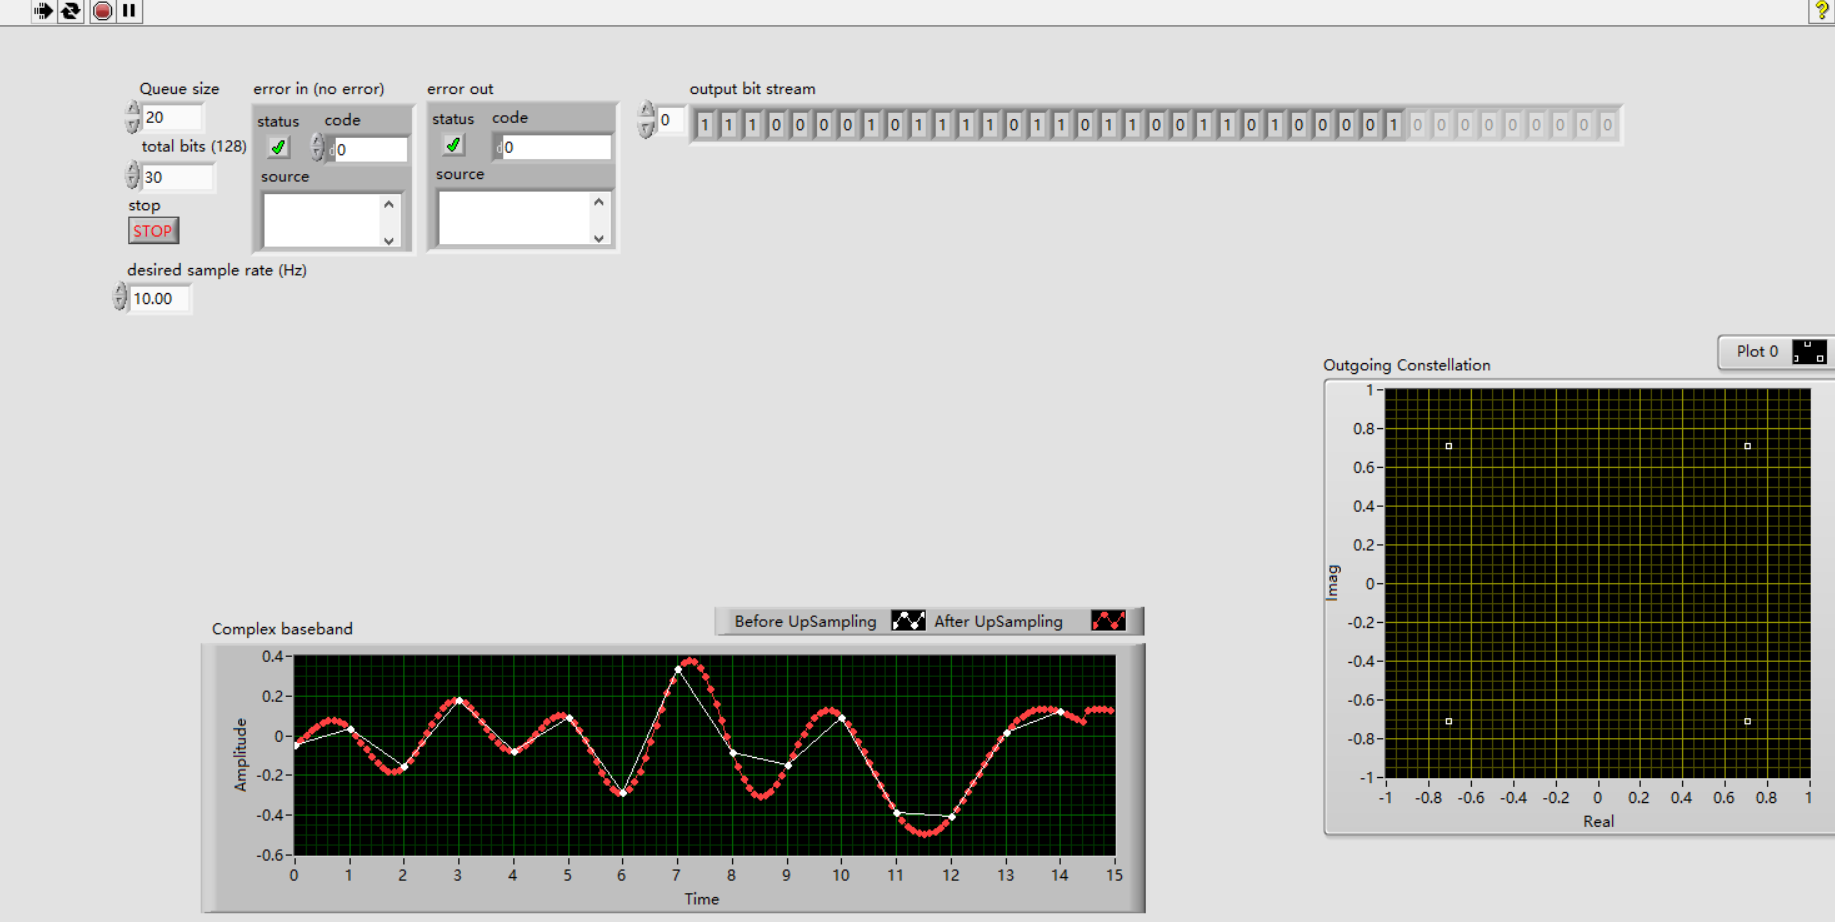 Queue size
20
total bits (128)
30
stop
STOP
desired sample rate (Hz)
10.00
error in (no error)
status
code
d0
source
error out
status
code
d0
source
output bit stream
0
1 1 1 0 0 0 0 1 0 1 1 1 1 0 1 1 0 1 1 0 0 1 1 0 1 0 0 0 0 1 0 0 0 0 0 0 0 0 0
Plot 0
Outgoing Constellation
1
0.8
0.6
0.4
0.2
0
-0.2
-0.4
-0.6
-0.8
-1
Imag
-1 -0.8 -0.6 -0.4 -0.2 0 0.2 0.4 0.6 0.8 1
Real
Complex baseband
Before UpSampling After UpSampling
0.4
0.2
0
-0.2
-0.4
-0.6
Amplitude
0 1 2 3 4 5 6 7 8 9 10 11 12 13 14 15
Time